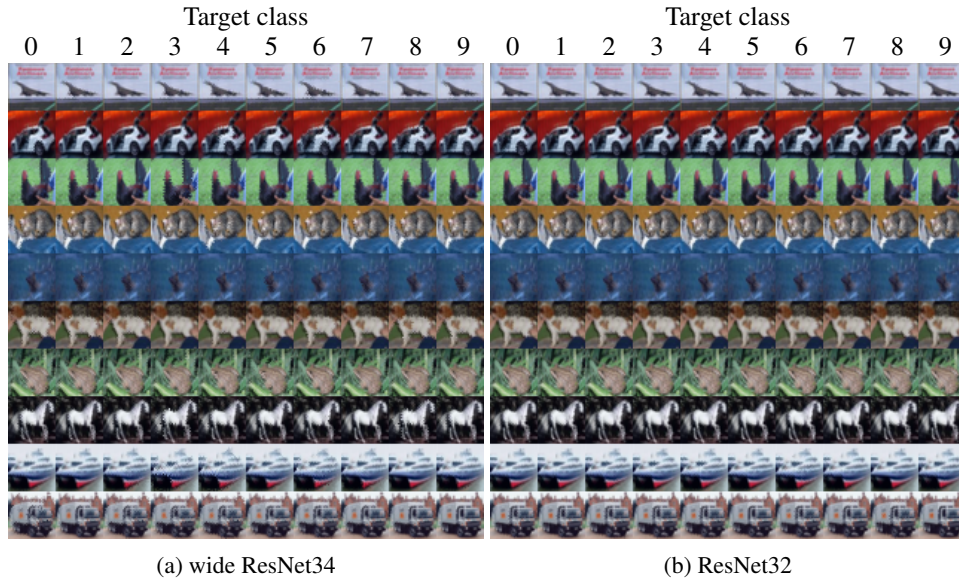 Target class
0 1 2 3 4 5 6 7 8 9
Target class
0 1 2 3 4 5 6 7 8 9
(a) wide ResNet34
(b) ResNet32